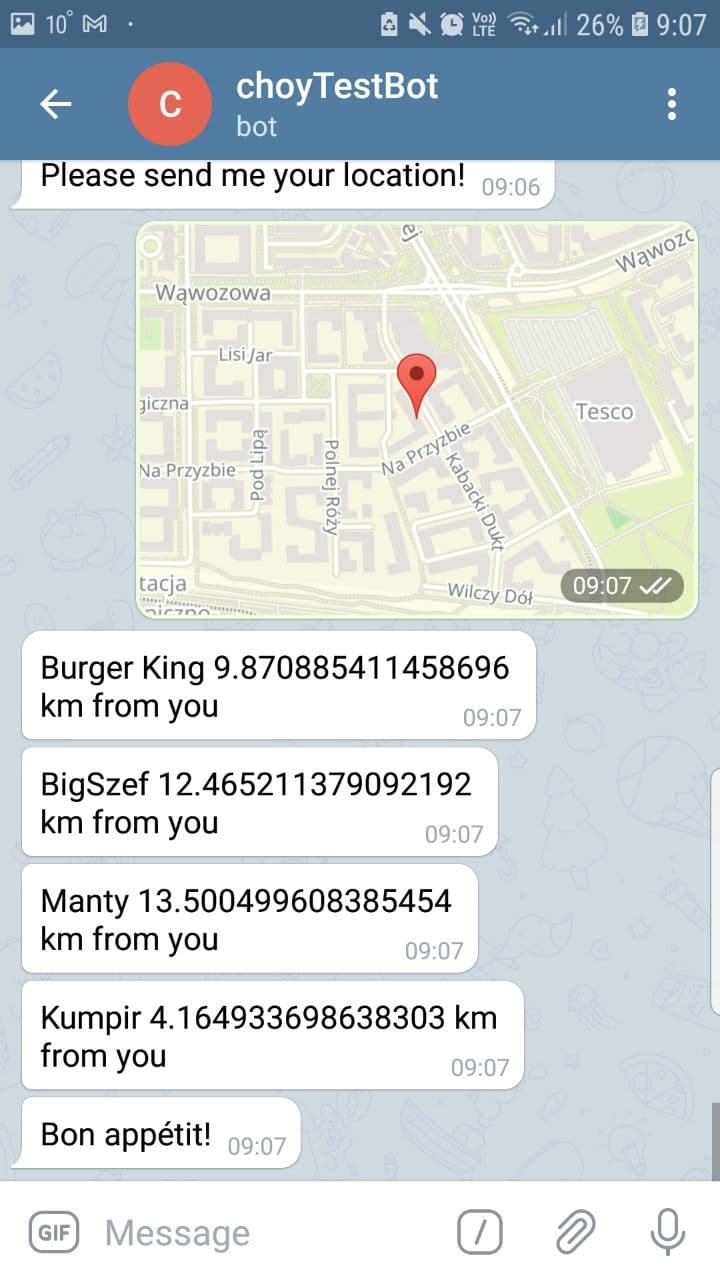 10° M
Vo)) LTE 26% 9:07
C
choyTestBot
bot
Please send me your location! 09:06
Wąwozowa
Wąwozo
Lisi Jar
giczna
Tesco
Na Przyzbie
Pod Lipą
Polnej Róży
Na Przyzbie
Kabacki Dukt
tacja
Wilczy Dół
09:07
Burger King 9.870885411458696
km from you
09:07
BigSzef 12.465211379092192
km from you
09:07
Manty 13.500499608385454
km from you
09:07
Kumpir 4.164933698638303 km
from you
09:07
Bon appétit! 09:07
GIF Message /